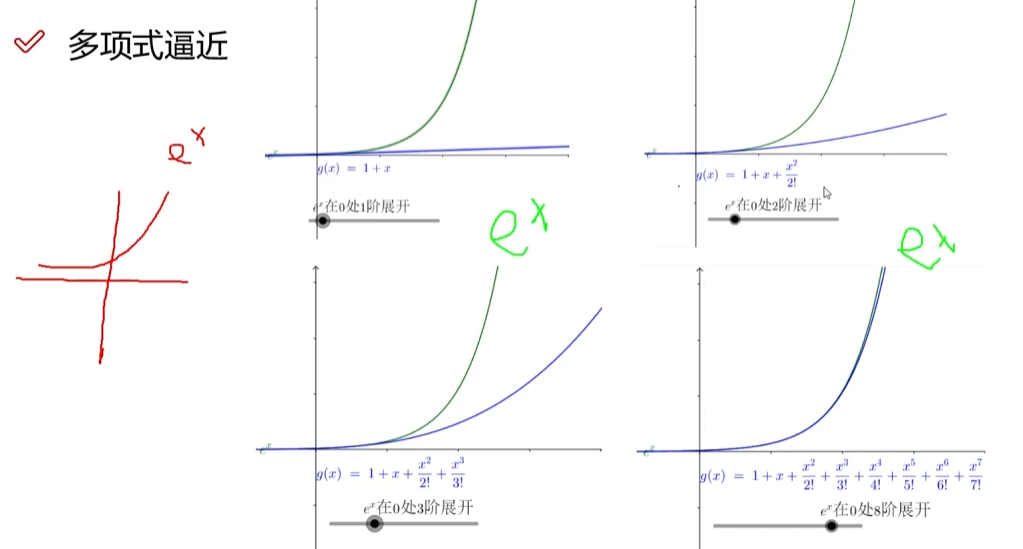 多项式逼近
e^x
e^x
g(x) = 1 + x
e^x在0处1阶展开
e^x
g(x) = 1 + x + x^2/2!
e^x在0处2阶展开
e^x
e^x
e^x
g(x) = 1 + x + x^2/2! + x^3/3!
e^x在0处3阶展开
e^x
g(x) = 1 + x + x^2/2! + x^3/3! + x^4/4! + x^5/5! + x^6/6! + x^7/7!
e^x在0处8阶展开